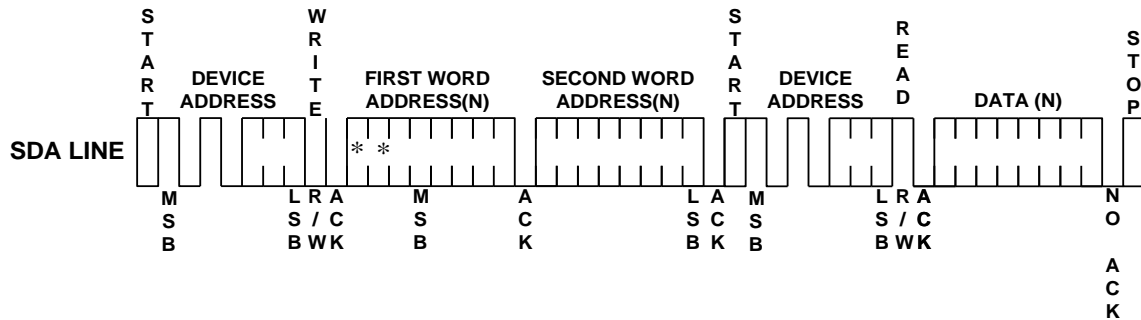 START
WRITE
START
READ
STOP
DEVICE
ADDRESS
FIRST WORD
ADDRESS(N)
SECOND WORD
ADDRESS(N)
DEVICE
ADDRESS
DATA (N)
SDA LINE
* *
MSB
LSB
R/W
ACK
MSB
ACK
LSB
ACK
MSB
LSB
R/W
ACK
NO ACK